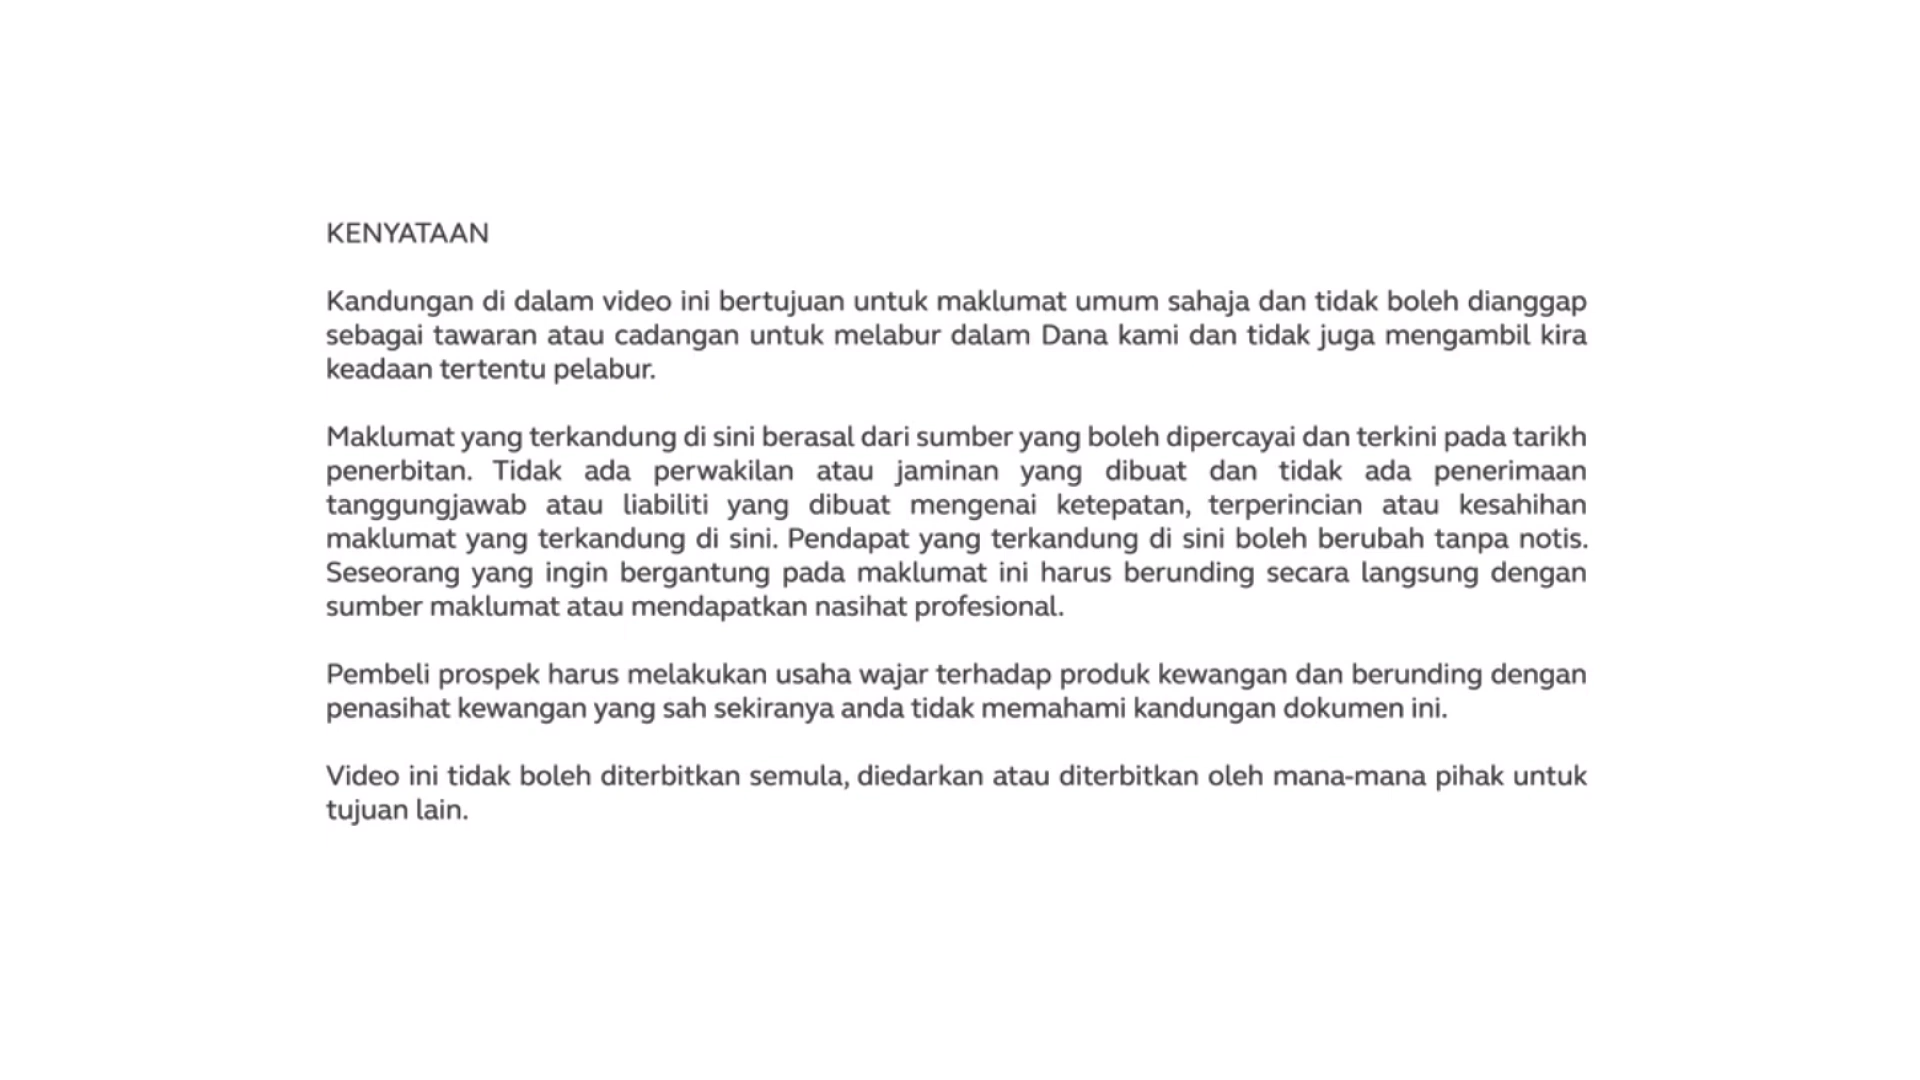 KENYATAAN
Kandungan di dalam video ini bertujuan untuk maklumat umum sahaja dan tidak boleh dianggap
sebagai tawaran atau cadangan untuk melabur dalam Dana kami dan tidak juga mengambil kira
keadaan tertentu pelabur.
Maklumat yang terkandung di sini berasal dari sumber yang boleh dipercayai dan terkini pada tarikh
penerbitan. Tidak ada perwakilan atau jaminan yang dibuat dan tidak ada penerimaan
tanggungjawab atau liabiliti yang dibuat mengenai ketepatan, terperincian atau kesahihan
maklumat yang terkandung di sini. Pendapat yang terkandung di sini boleh berubah tanpa notis.
Seseorang yang ingin bergantung pada maklumat ini harus berunding secara langsung dengan
sumber maklumat atau mendapatkan nasihat profesional.
Pembeli prospek harus melakukan usaha wajar terhadap produk kewangan dan berunding dengan
penasihat kewangan yang sah sekiranya anda tidak memahami kandungan dokumen ini.
Video ini tidak boleh diterbitkan semula, diedarkan atau diterbitkan oleh mana-mana pihak untuk
tujuan lain.